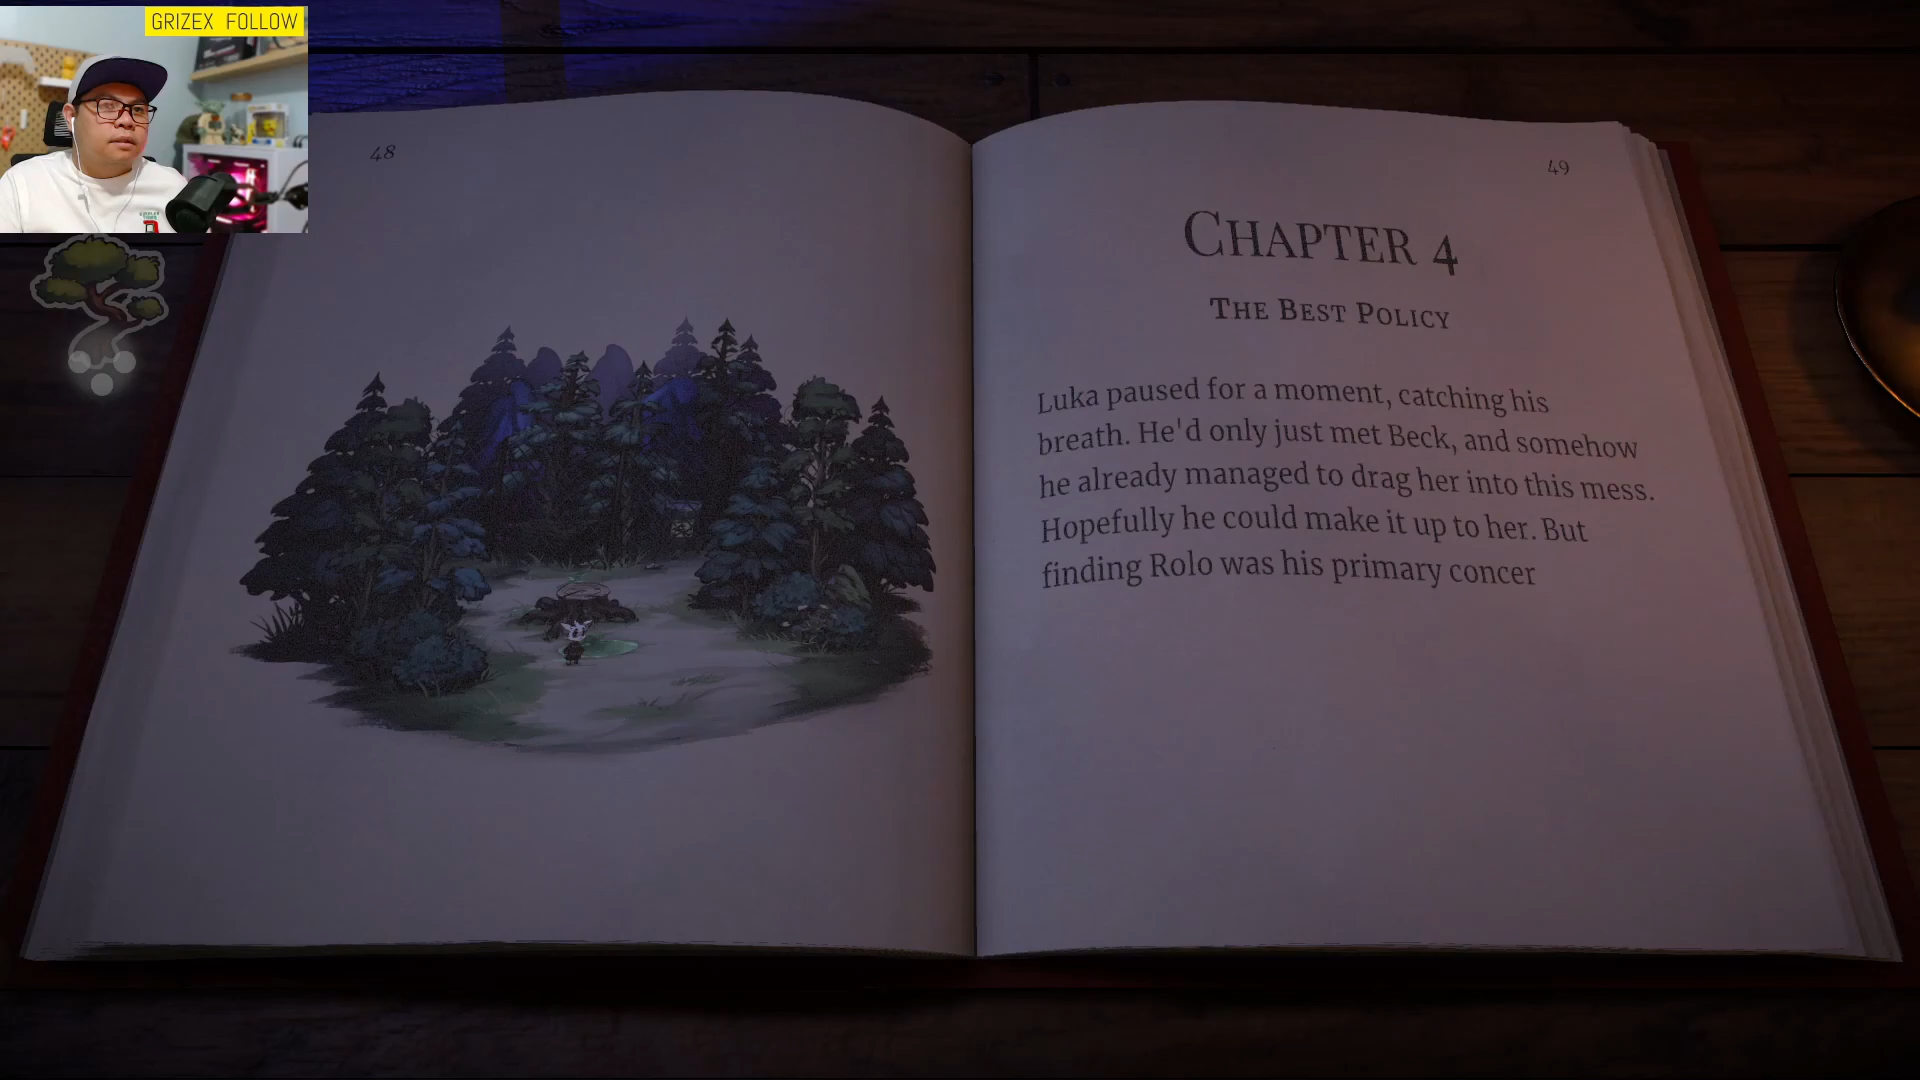 GRIZEX FOLLOW
48
49
CHAPTER 4
THE BEST POLICY
Luka paused for a moment, catching his
breath. He'd only just met Beck, and somehow
he already managed to drag her into this mess.
Hopefully he could make it up to her. But
finding Rolo was his primary concer